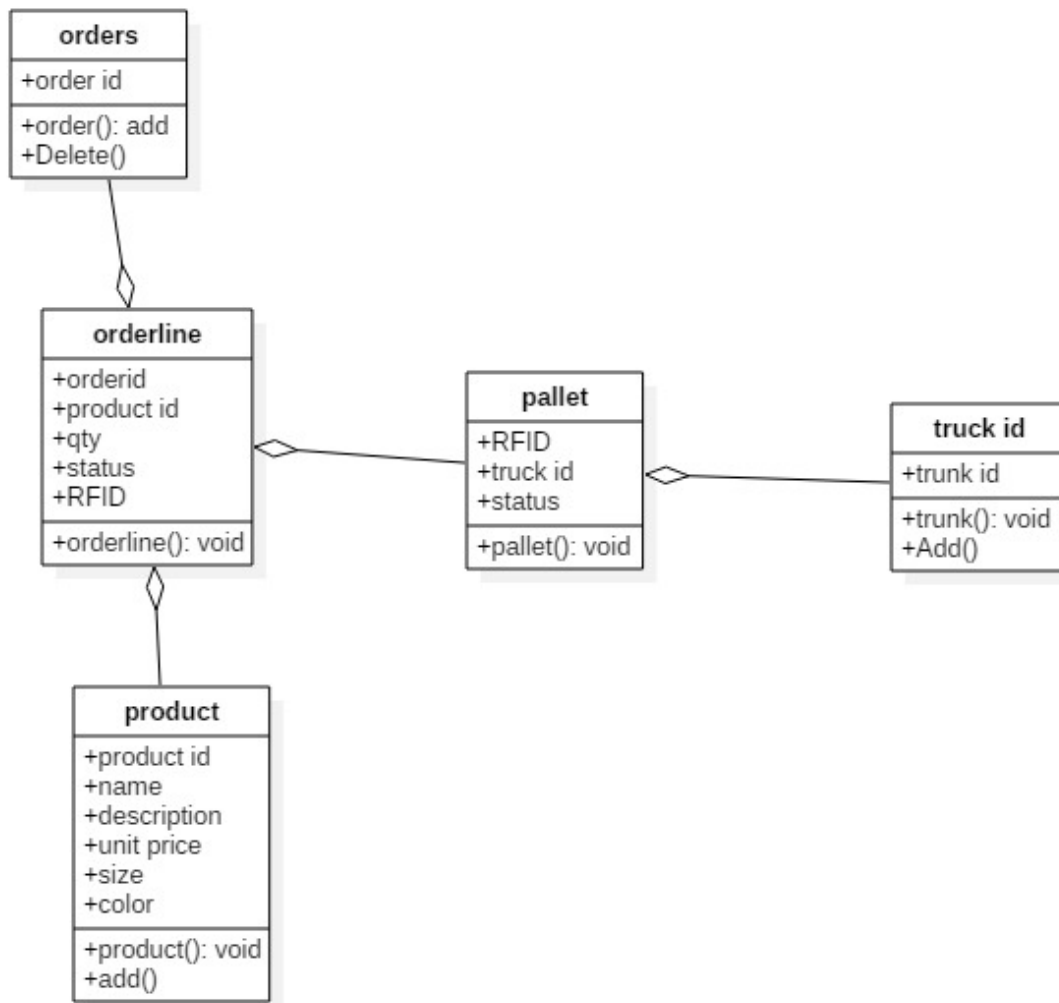 orders
+order id
+order(): add
+Delete()
orderline
+orderid
+product id
+qty
+status
+RFID
+orderline(): void
pallet
+RFID
+truck id
+status
+pallet(): void
truck id
+trunk id
+trunk(): void
+Add()
product
+product id
+name
+description
+unit price
+size
+color
+product(): void
+add()